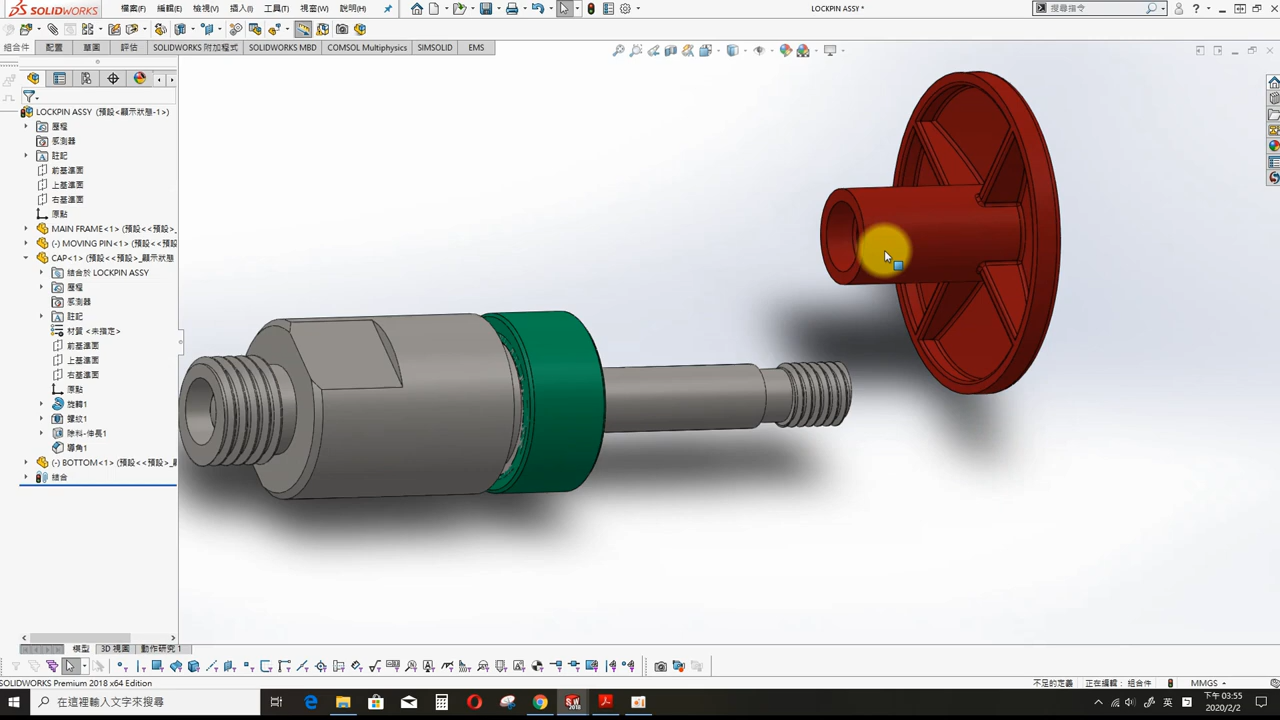 SOLIDWORKS
檔案(F) 編輯(E) 檢視(V) 插入(I) 工具(T) 視窗(W) 說明(H)
LOCKPIN ASSY *
搜尋指令
組合件 配置 草圖 評估 SOLIDWORKS 附加程式 SOLIDWORKS MBD COMSOL Multiphysics SIMSOLID EMS
LOCKPIN ASSY (預設<顯示狀態-1>)
歷程
感測器
註記
前基準面
上基準面
右基準面
原點
MAIN FRAME<1> (預設<<預設>
(-) MOVING PIN<1> (預設<<預
CAP<1> (預設<<預設>_顯示狀態
結合於 LOCKPIN ASSY
歷程
感測器
註記
材質 <未指定>
前基準面
上基準面
右基準面
原點
旋轉1
螺紋1
除料-伸長1
導角1
(-) BOTTOM<1> (預設<<預設>_
結合
模型 3D 視圖 動作研究 1
SOLIDWORKS Premium 2018 x64 Edition
不足的定義 正在編輯: 組合件 MMGS
在這裡輸入文字來搜尋
英
下午 03:55
2020/2/2